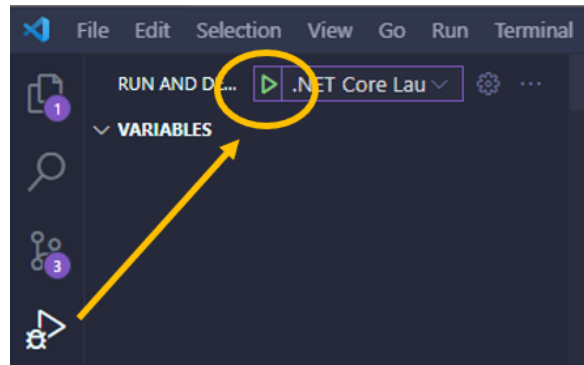 File Edit Selection View Go Run Terminal
RUN AND DE... .NET Core Lau
1
VARIABLES
3